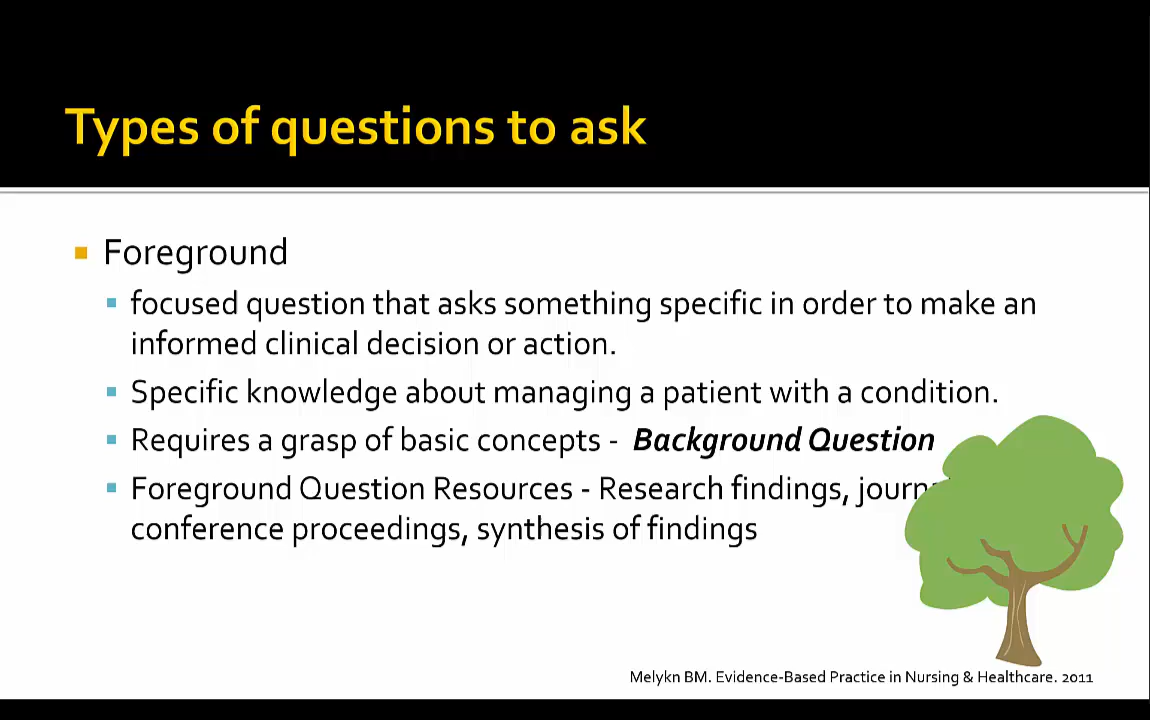 Types of questions to ask
Foreground
focused question that asks something specific in order to make an
informed clinical decision or action.
Specific knowledge about managing a patient with a condition.
Requires a grasp of basic concepts - Background Question
Foreground Question Resources - Research findings,
conference proceedings, synthesis of findings
Melykn BM. Evidence-Based Practice in Nursing & Healthcare. 2011